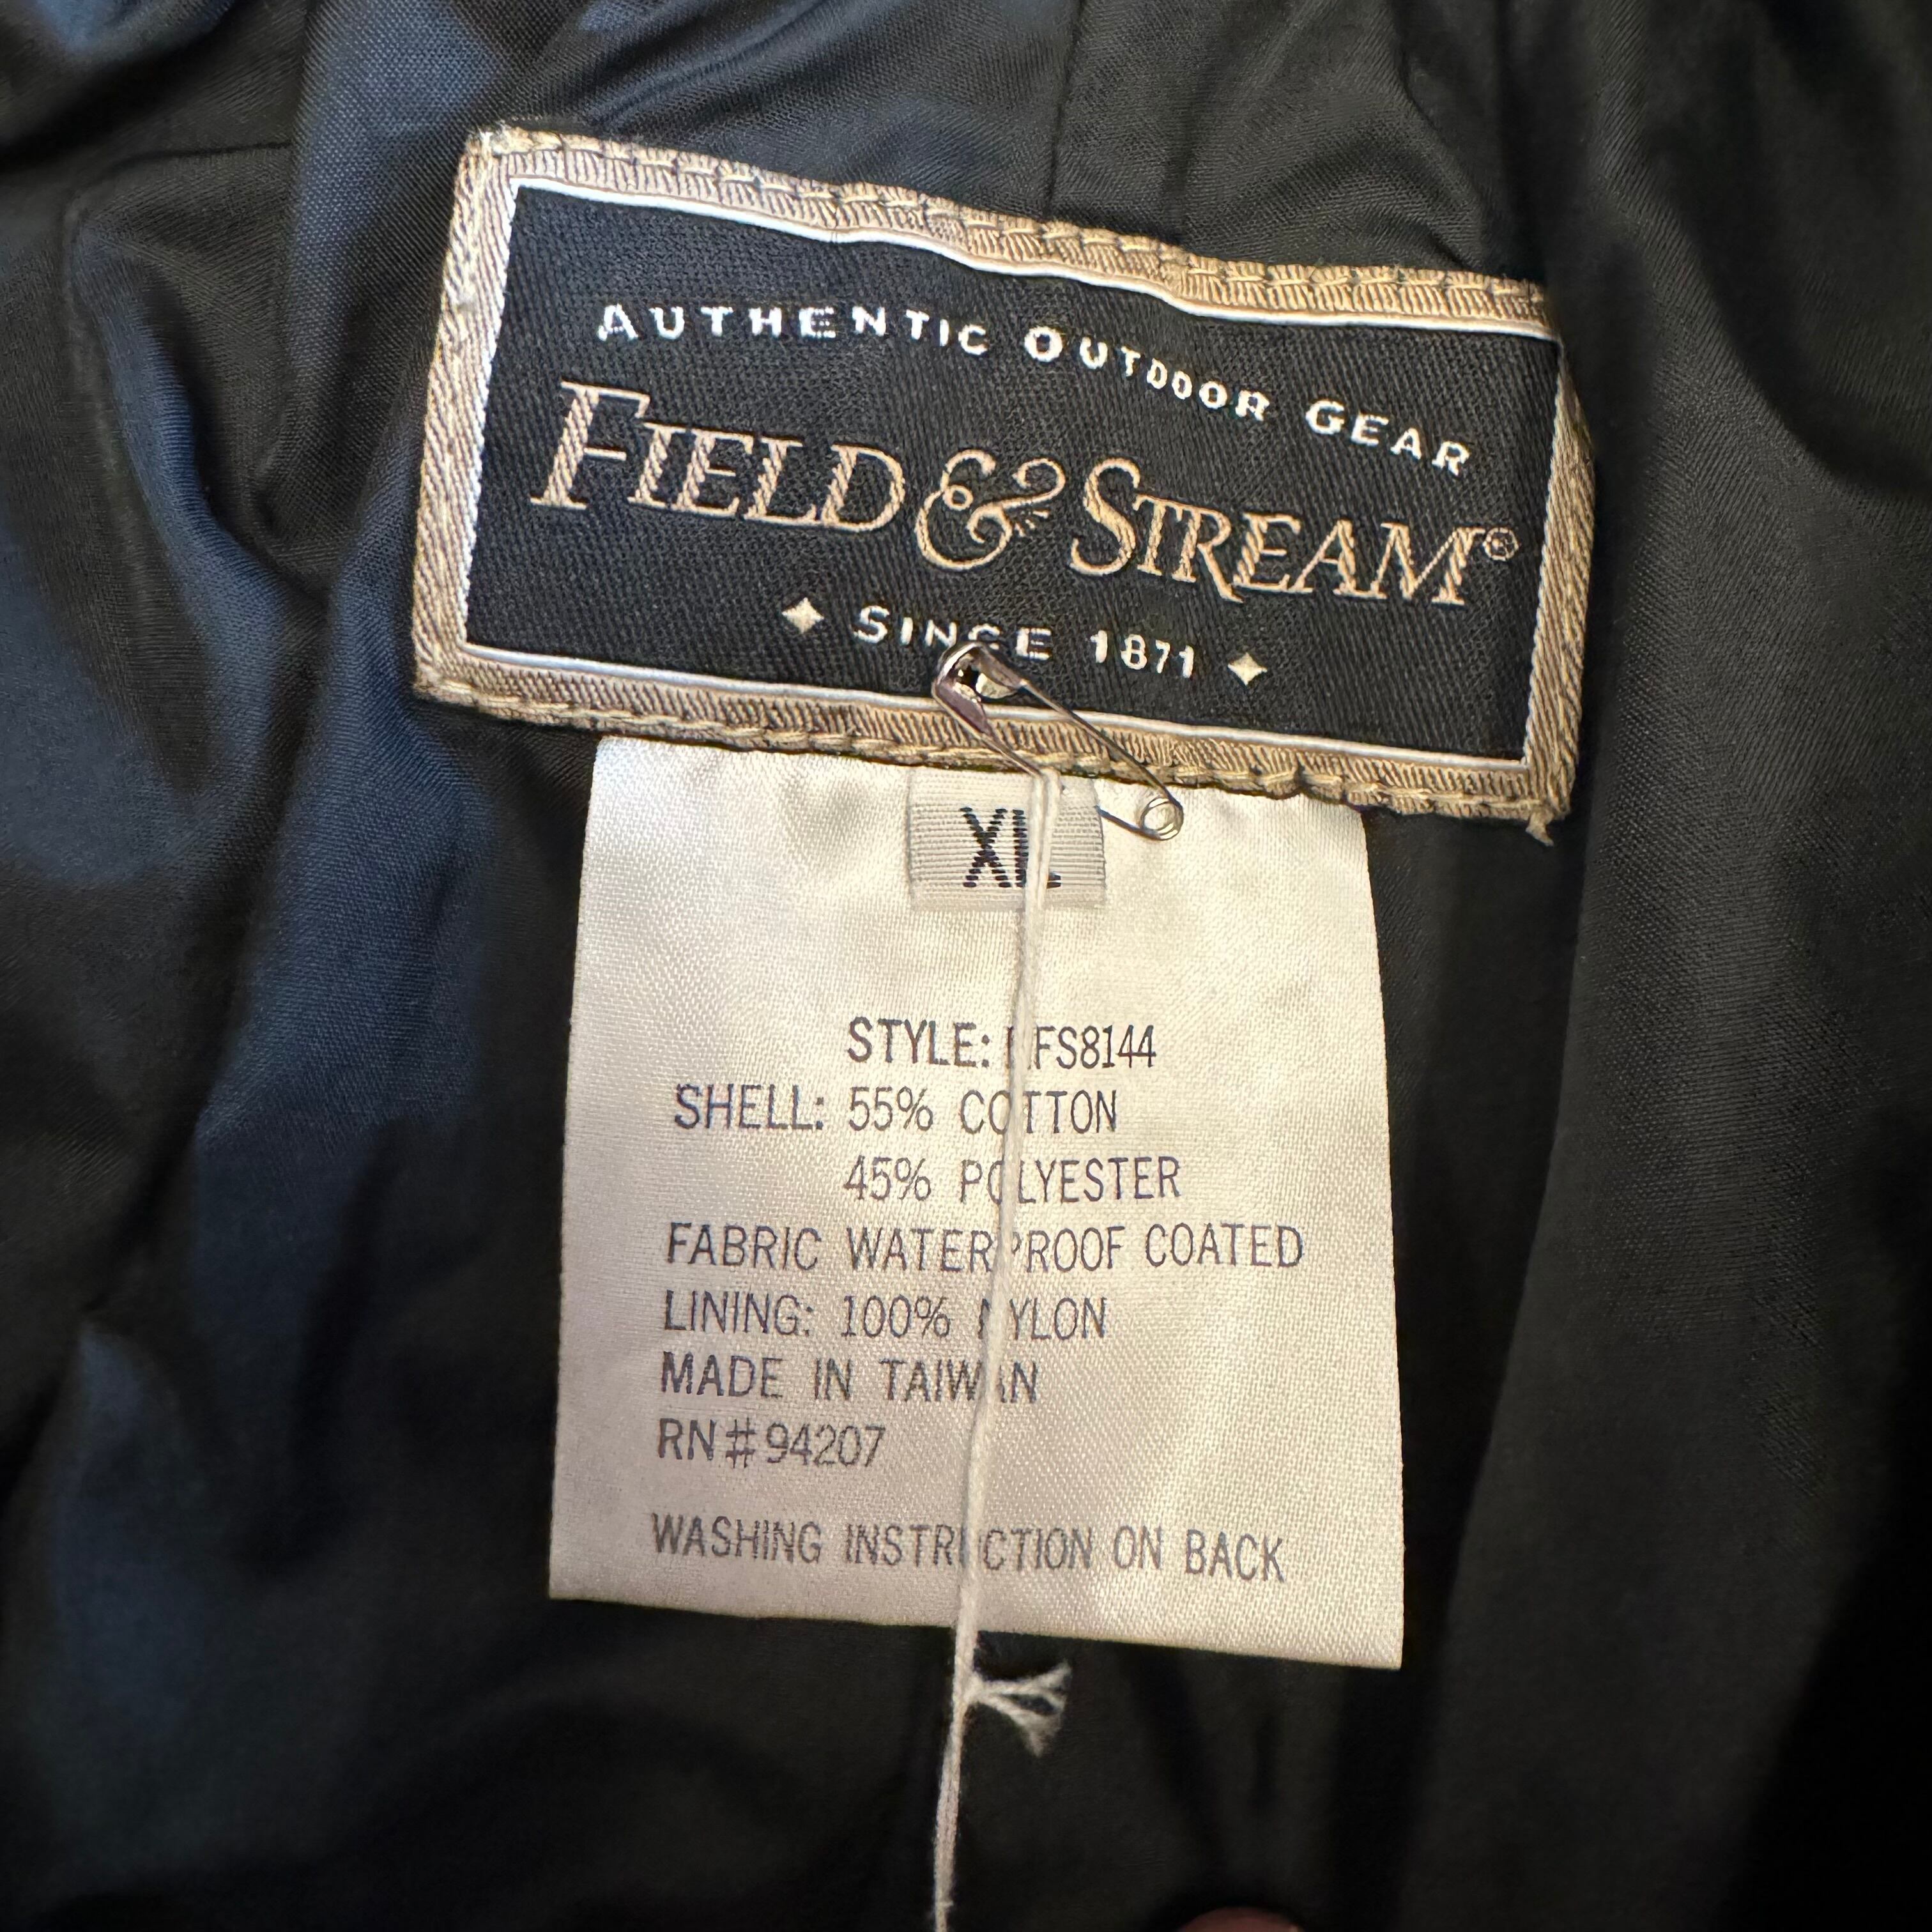 AUTHENTIC OUTDOOR GEAR
FIELD & STREAM®
SINCE 1871
XL
STYLE:
SHELL: 55% COTTON
45% POLYESTER
FABRIC WATERPROOF COATED
LINING: 100% NYLON
MADE IN TAIWAN
RN#94207
WASHING INSTRUCTION ON BACK